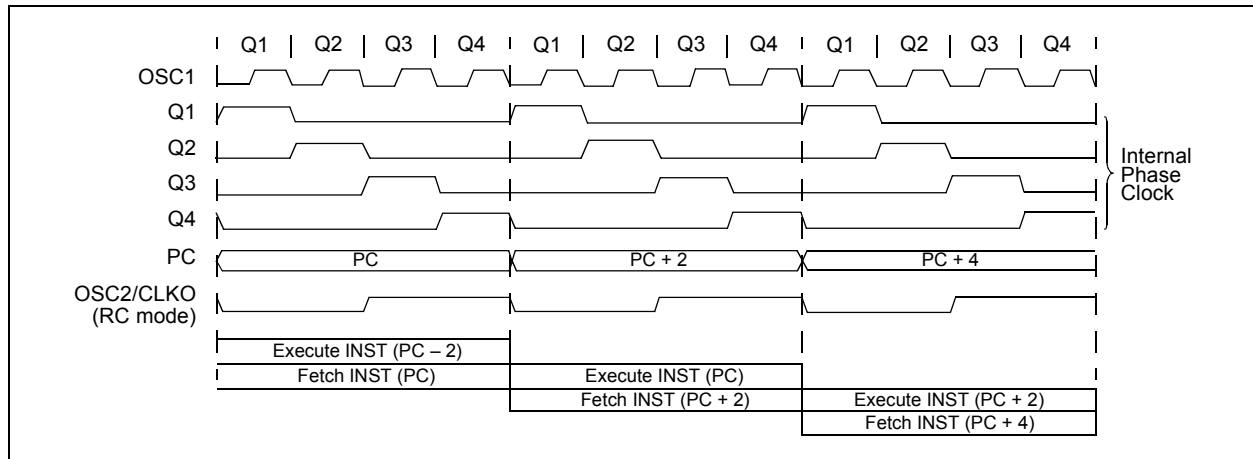 Q1 Q2 Q3 Q4 Q1 Q2 Q3 Q4 Q1 Q2 Q3 Q4
OSC1
Q1
Q2
Q3
Q4
Internal
Phase
Clock
PC PC PC + 2 PC + 4
OSC2/CLKO
(RC mode)
Execute INST (PC – 2)
Fetch INST (PC) Execute INST (PC)
Fetch INST (PC + 2) Execute INST (PC + 2)
Fetch INST (PC + 4)